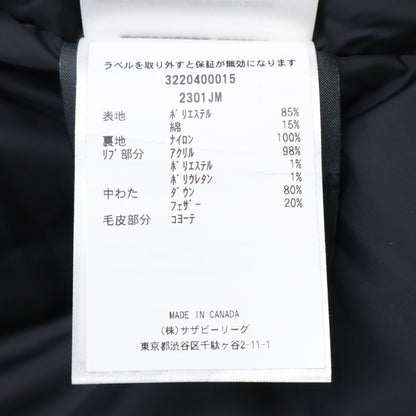 ラベルを取り外すと保証が無効になります
3220400015
2301JM
表地 ポリエステル 85%
綿 15%
裏地 ナイロン 100%
リブ部分 アクリル 98%
ポリエステル 1%
ポリウレタン 1%
中わた ダウン 80%
フェザー 20%
毛皮部分 コヨーテ
MADE IN CANADA
(株)サザビーリーグ
東京都渋谷区千駄ヶ谷2-11-1